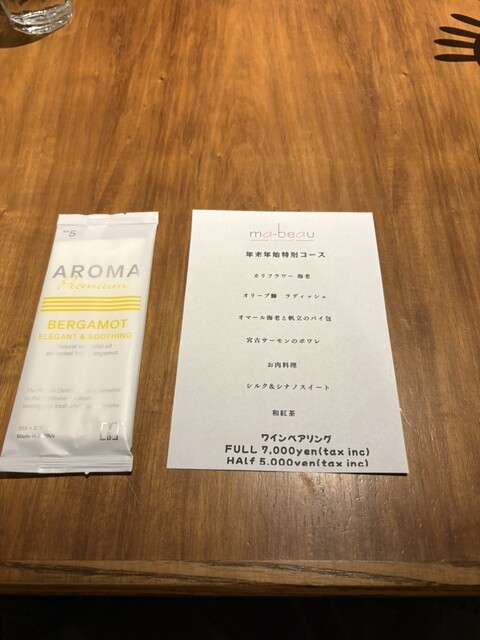 5
AROMA
Premium
BERGAMOT
ELEGANT & SOOTHING
Made in
ma-beau
年末年始特別コース
カリフラワー 海老
オリーブ鰤　ラディッシュ
オマール海老と帆立のパイ包
宮古サーモンのポワレ
お肉料理
シルク&シナノスイート
和紅茶
ワインペアリング
FULL 7.000yen(tax inc)
HAlf 5.000yen(tax inc)